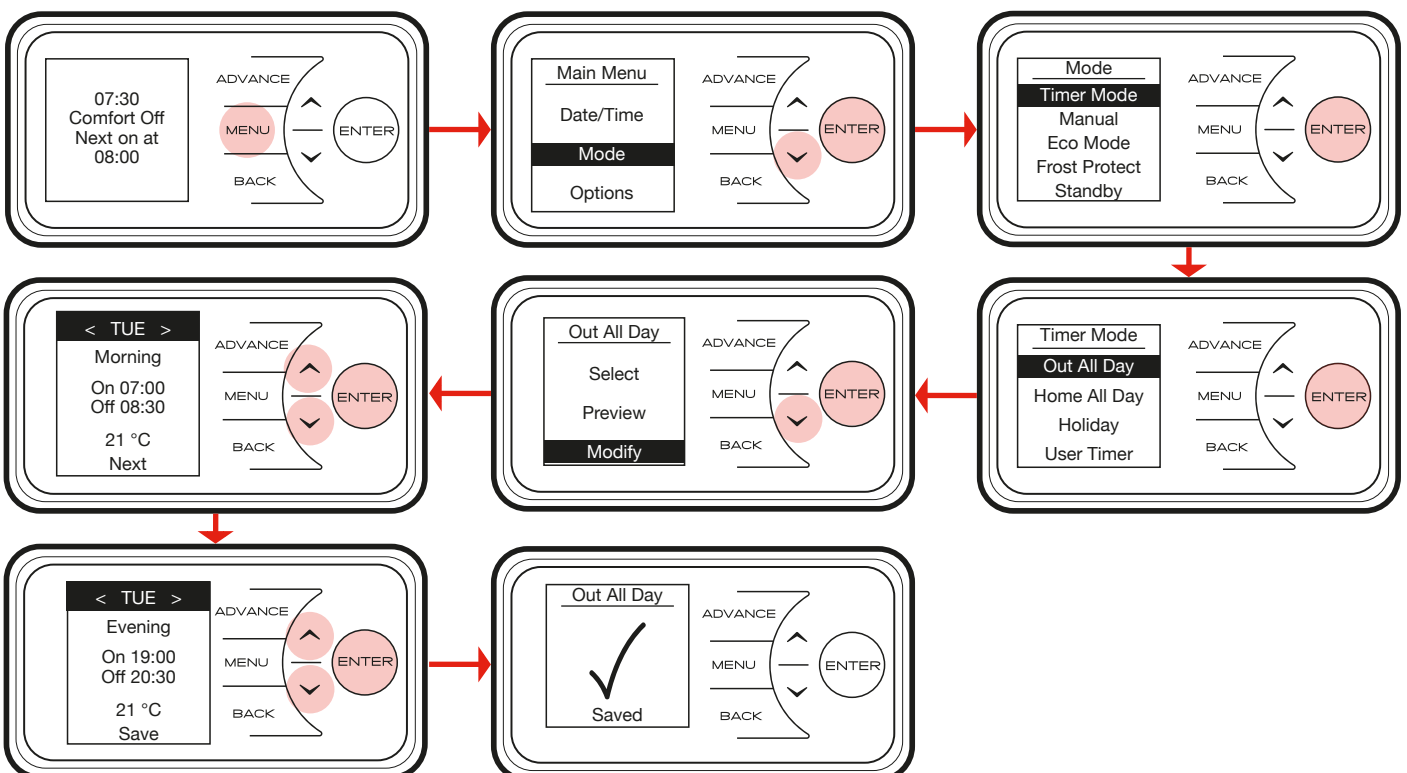 07:30
Comfort Off
Next on at
08:00
ADVANCE
MENU
BACK
ENTER
Main Menu
Date/Time
Mode
Options
ADVANCE
MENU
BACK
ENTER
Mode
Timer Mode
Manual
Eco Mode
Frost Protect
Standby
ADVANCE
MENU
BACK
ENTER
Timer Mode
Out All Day
Home All Day
Holiday
User Timer
ADVANCE
MENU
BACK
ENTER
Out All Day
Select
Preview
Modify
ADVANCE
MENU
BACK
ENTER
< TUE >
Morning
On 07:00
Off 08:30
21 °C
Next
ADVANCE
MENU
BACK
ENTER
< TUE >
Evening
On 19:00
Off 20:30
21 °C
Save
ADVANCE
MENU
BACK
ENTER
Out All Day
Saved
ADVANCE
MENU
BACK
ENTER